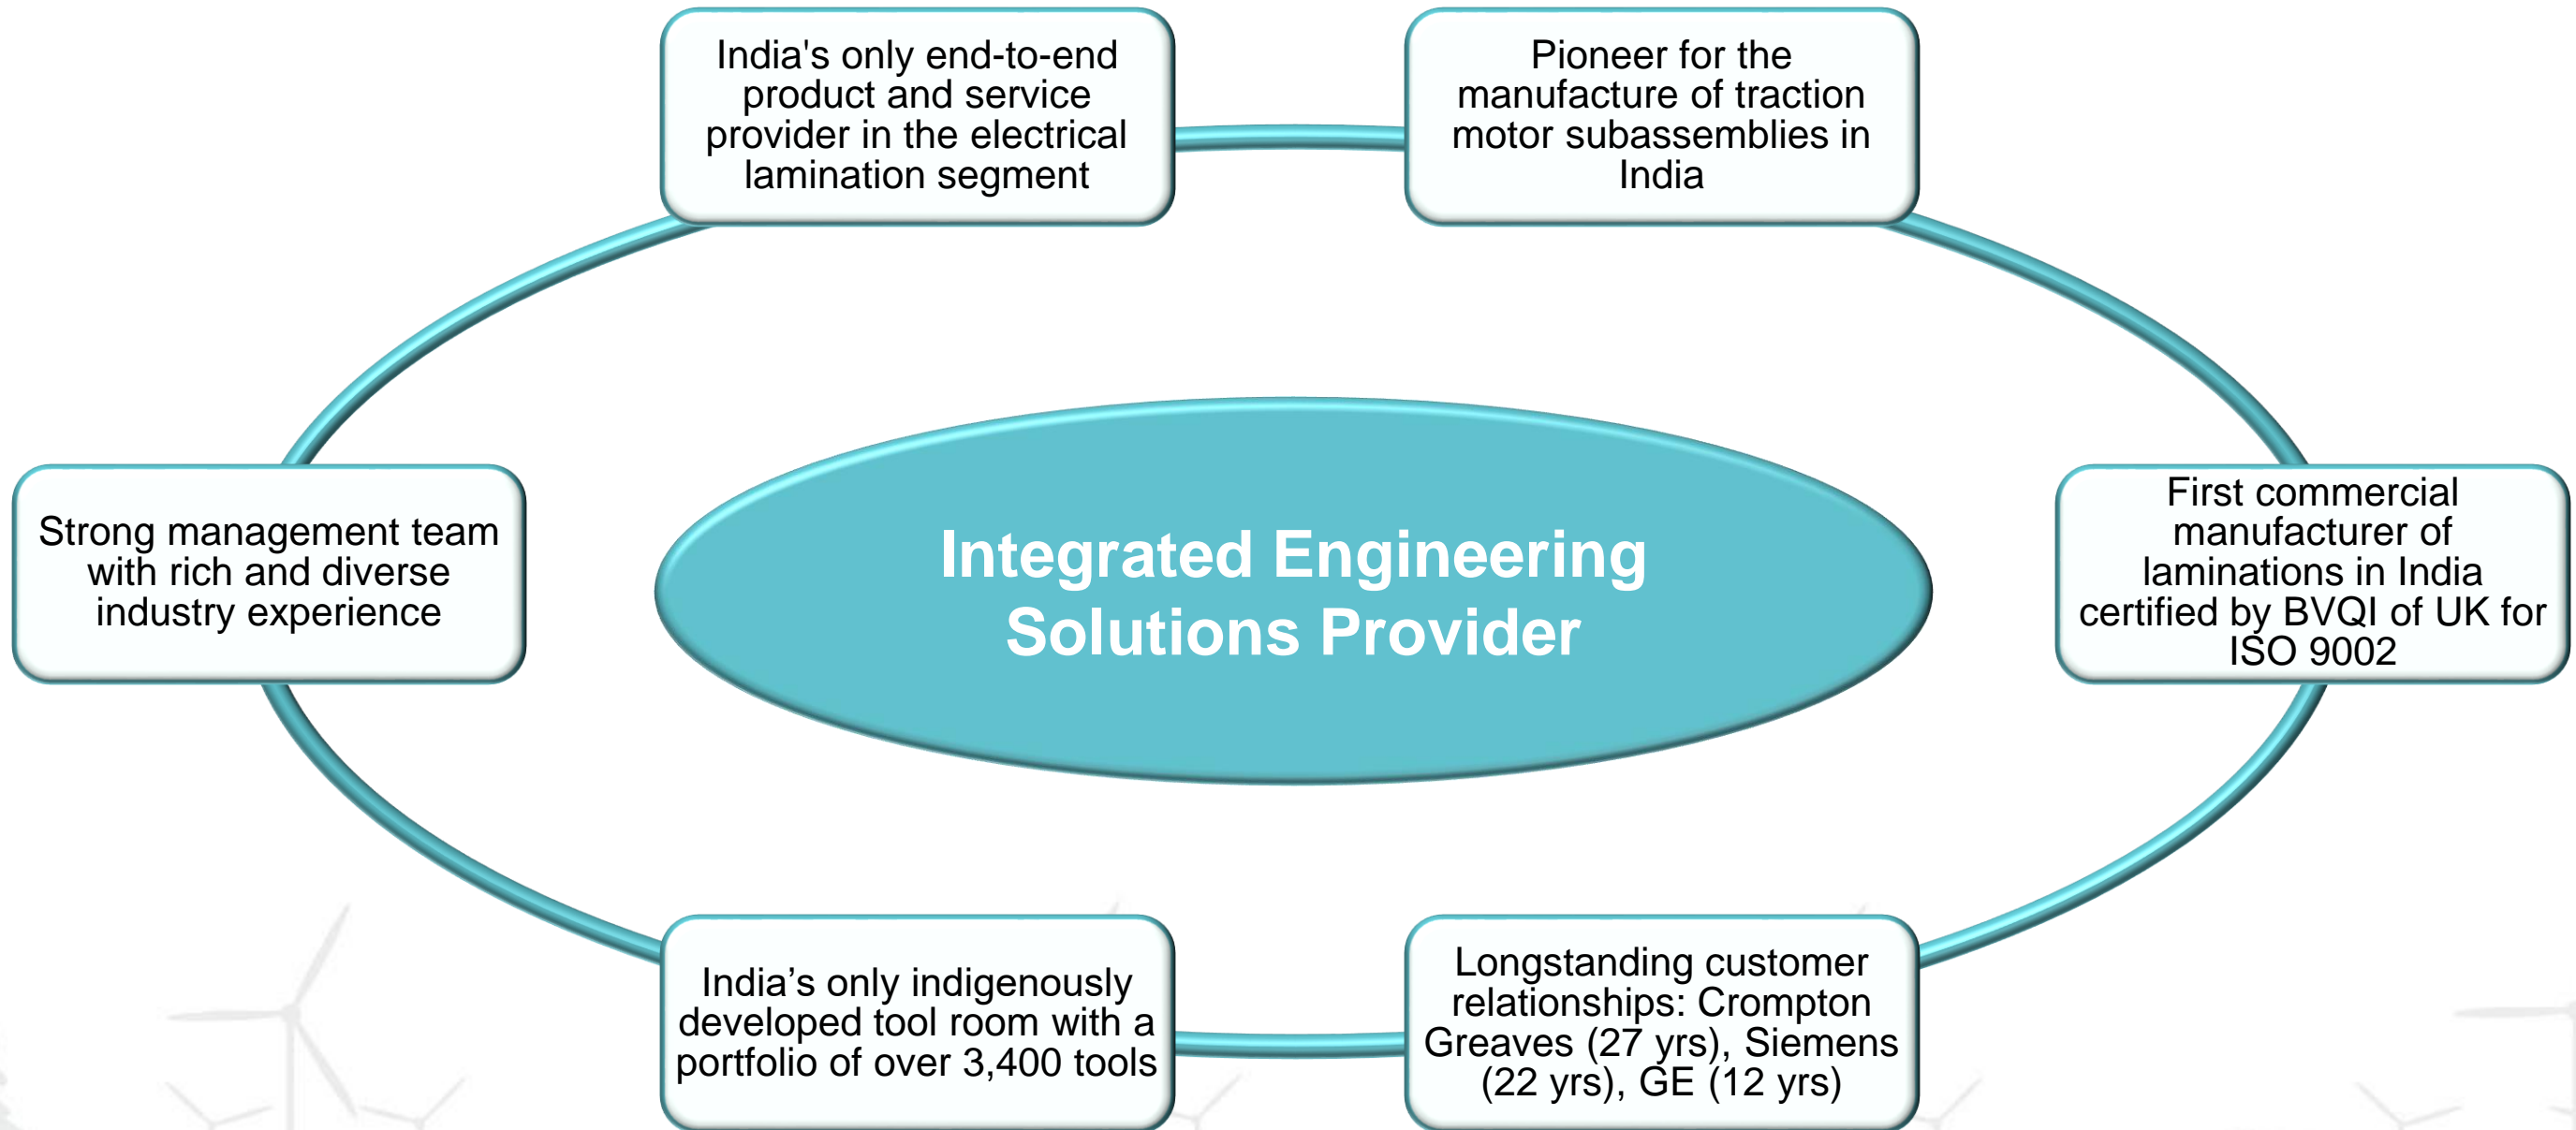 India's only end-to-end
product and service
provider in the electrical
lamination segment
Pioneer for the
manufacture of traction
motor subassemblies in
India
First commercial
manufacturer of
laminations in India
certified by BVQI of UK for
ISO 9002
Longstanding customer
relationships: Crompton
Greaves (27 yrs), Siemens
(22 yrs), GE (12 yrs)
India’s only indigenously
developed tool room with a
portfolio of over 3,400 tools
Strong management team
with rich and diverse
industry experience
Integrated Engineering
Solutions Provider